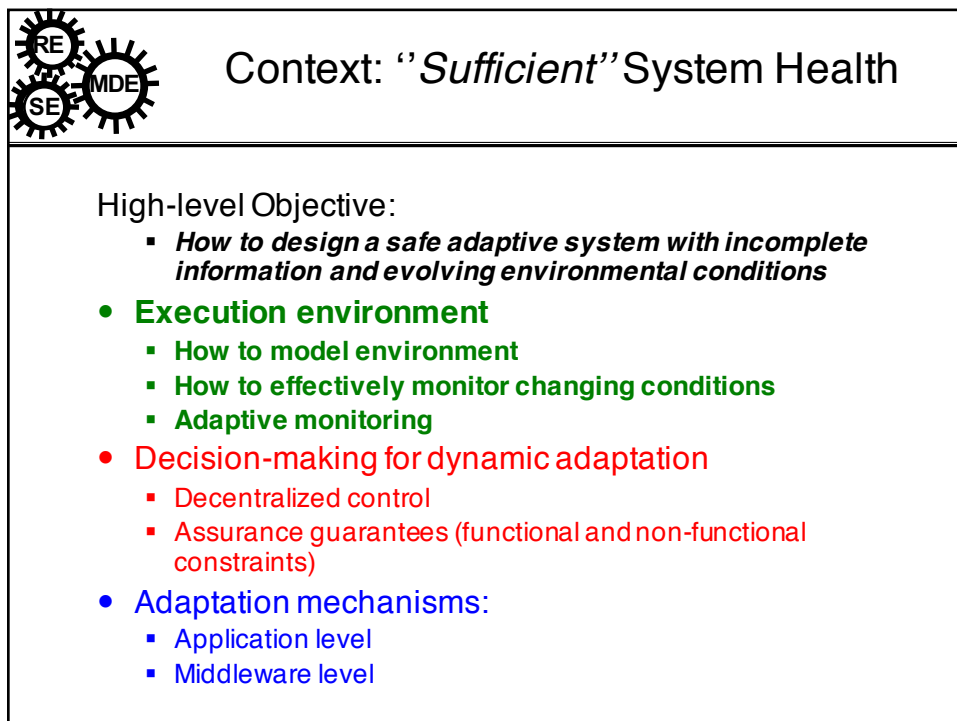 RE
MDE
SE
Context: ‘’Sufficient’’ System Health
High-level Objective:
▪ How to design a safe adaptive system with incomplete
information and evolving environmental conditions
• Execution environment
▪ How to model environment
▪ How to effectively monitor changing conditions
▪ Adaptive monitoring
• Decision-making for dynamic adaptation
▪ Decentralized control
▪ Assurance guarantees (functional and non-functional
constraints)
• Adaptation mechanisms:
▪ Application level
▪ Middleware level